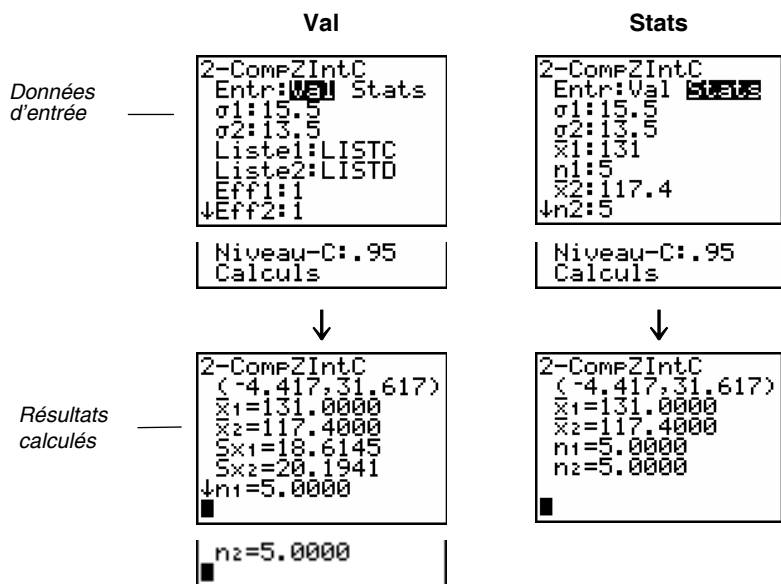 Val
Stats
Données
d'entrée
2-CompZIntC
Entr:Val Stats
σ1:15.5
σ2:13.5
Liste1:LISTC
Liste2:LISTD
Eff1:1
↓Eff2:1
Niveau-C:.95
Calculs
2-CompZIntC
Entr:Val Stats
σ1:15.5
σ2:13.5
x̄1:131
n1:5
x̄2:117.4
↓n2:5
Niveau-C:.95
Calculs
Résultats
calculés
2-CompZIntC
(-4.417,31.617)
x̄1=131.0000
x̄2=117.4000
Sx1=18.6145
Sx2=20.1941
↓n1=5.0000
n2=5.0000
2-CompZIntC
(-4.417,31.617)
x̄1=131.0000
x̄2=117.4000
n1=5.0000
n2=5.0000